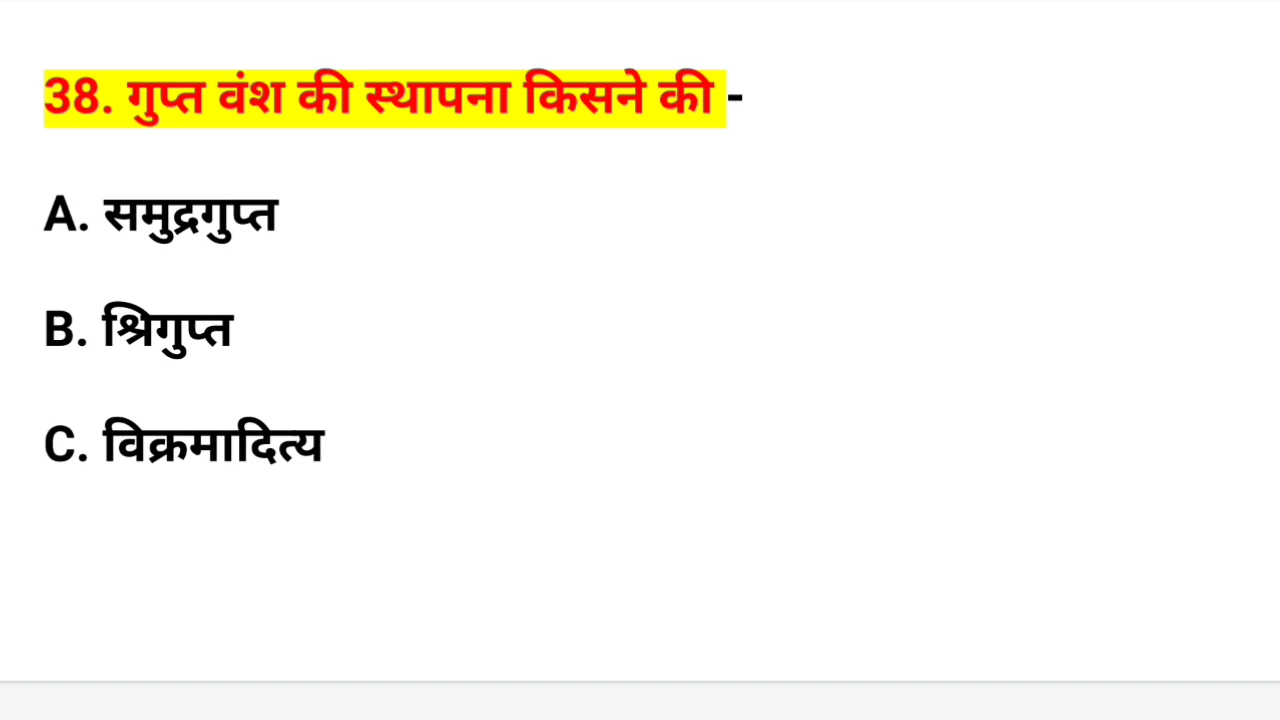 38. गुप्त वंश की स्थापना किसने की -
A. समुद्रगुप्त
B. श्रिगुप्त
C. विक्रमादित्य